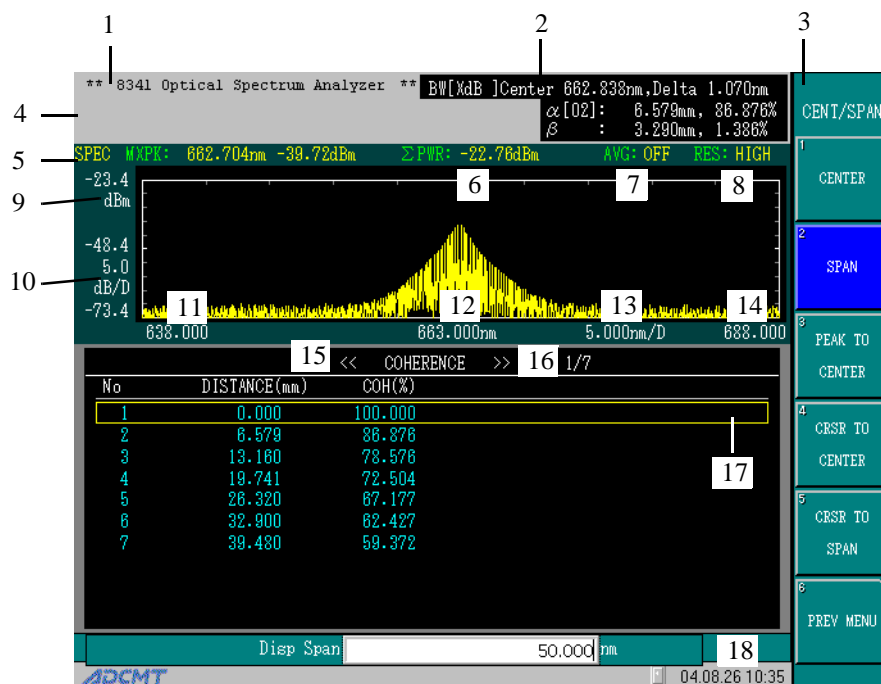 1
2
3
** 8341 Optical Spectrum Analyzer **
BW[XdB ]Center 662.838nm,Delta 1.070nm
α[02]: 6.579mm, 86.876%
β : 3.290mm, 1.386%
4
5
SPEC MXPK: 662.704nm -39.72dBm ΣPWR: -22.76dBm AVG: OFF RES: HIGH
6
7
8
-23.4
dBm
9
-48.4
5.0
dB/D
10
-73.4
11
12
13
14
638.000 663.000nm 5.000nm/D 688.000
15 << COHERENCE >> 16 1/7
No DISTANCE(mm) COH(%)
1 0.000 100.000
2 6.579 86.876
3 13.160 78.576
4 19.741 72.504
5 26.320 67.177
6 32.900 62.427
7 39.480 59.372
17
Disp Span 50.000 nm
18
ADCMT
04.08.26 10:35
CENT/SPAN
1
CENTER
2
SPAN
3
PEAK TO
CENTER
4
CRSR TO
CENTER
5
CRSR TO
SPAN
6
PREV MENU